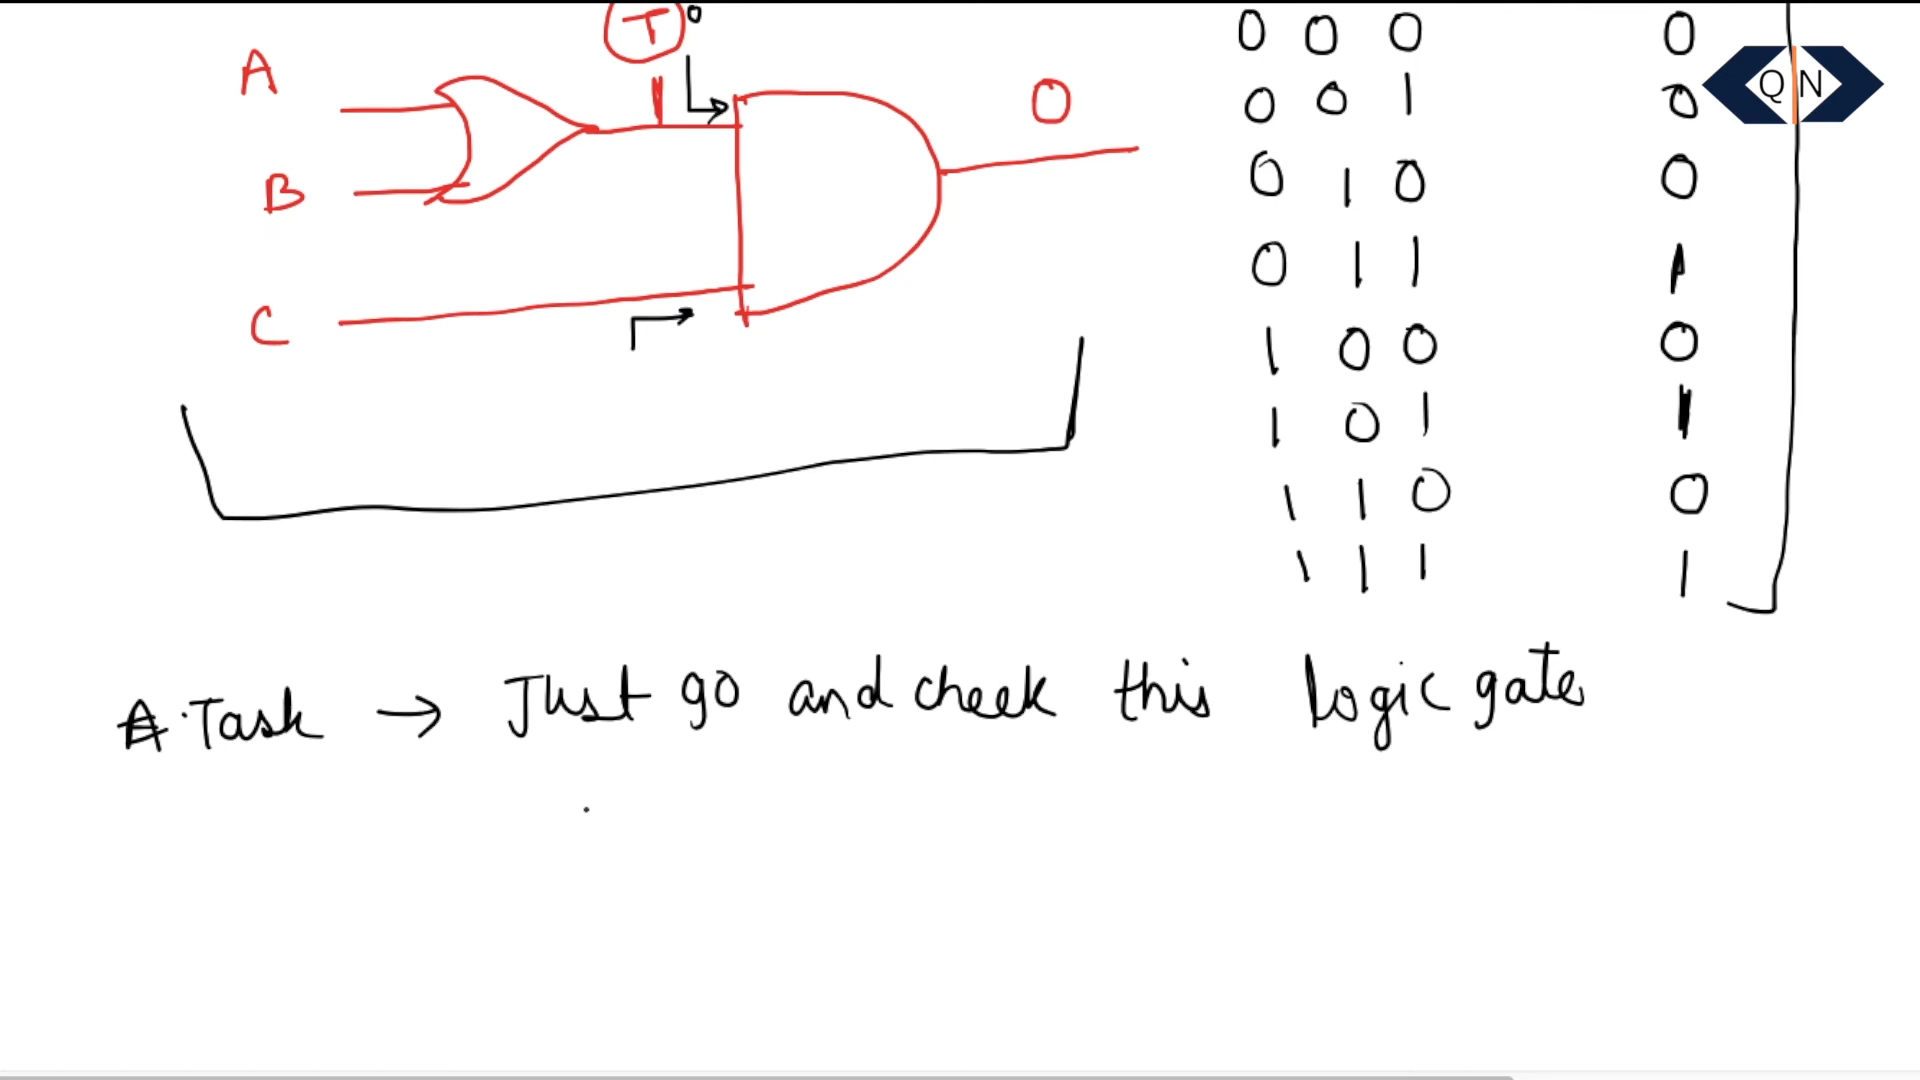 T 0 0 0 0 0
A 0 0 0 1 0
Q N
B 0 1 0 0
0 1 1 1
C 1 0 0 0
1 0 1 1
1 1 0 0
1 1 1 1
Task → Just go and check this logic gate